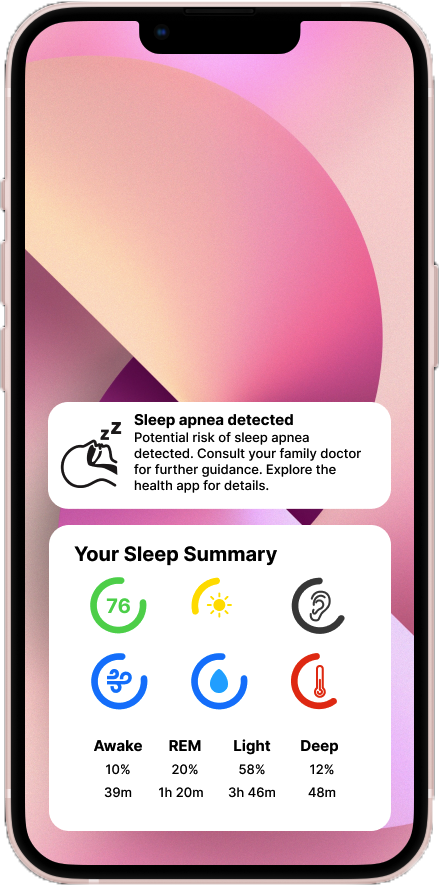 zZ
Sleep apnea detected
Potential risk of sleep apnea
detected. Consult your family doctor
for further guidance. Explore the
health app for details.
Your Sleep Summary
76
Awake REM Light Deep
10% 20% 58% 12%
39m 1h 20m 3h 46m 48m